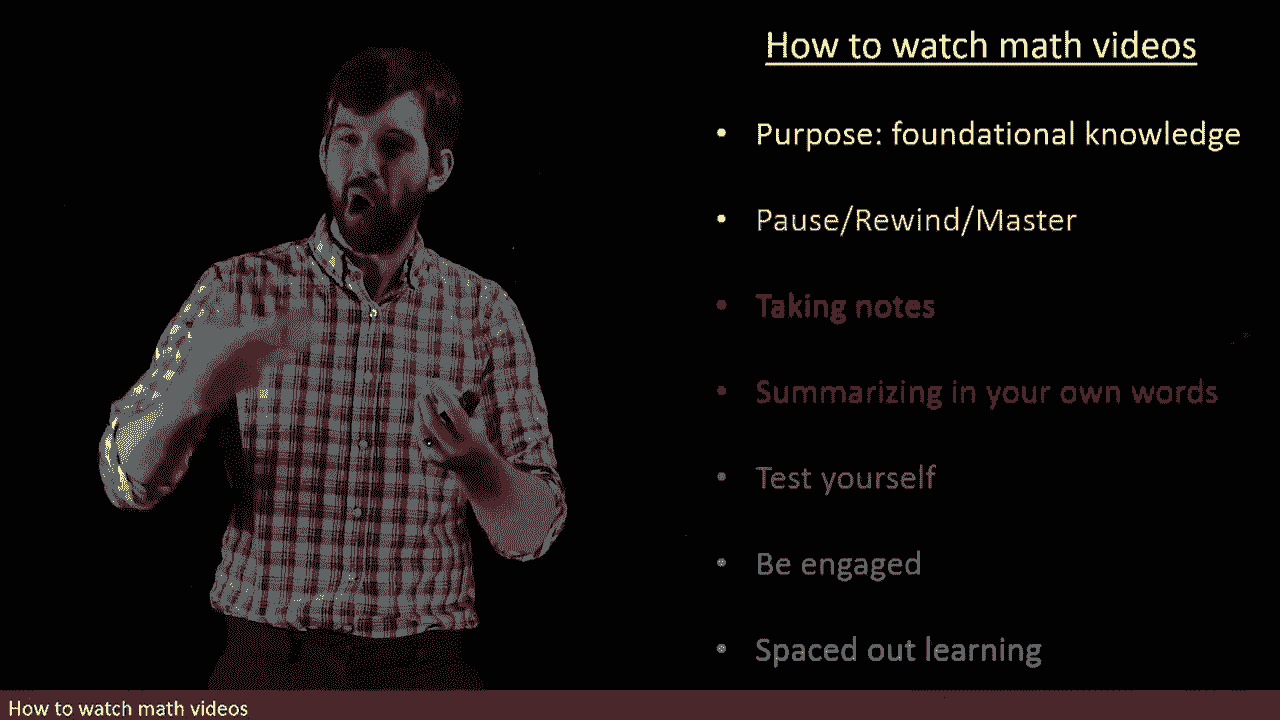 How to watch math videos
• Purpose: foundational knowledge
• Pause/Rewind/Master
• Taking notes
• Summarizing in your own words
• Test yourself
• Be engaged
• Spaced out learning
How to watch math videos